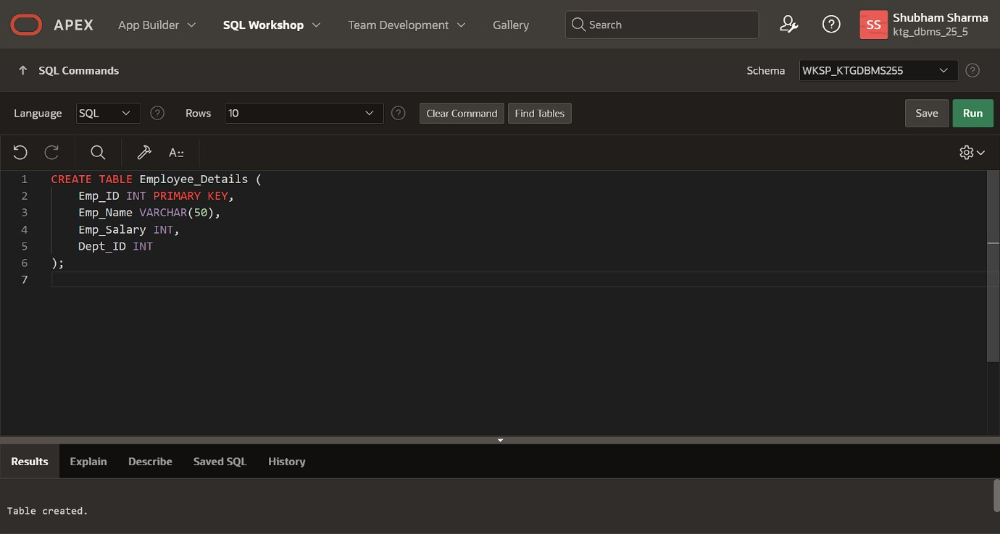 APEX App Builder SQL Workshop Team Development Gallery Search ? SS Shubham Sharma
ktg_dbms_25_5
SQL Commands Schema WKSP_KTGDBMS255 ?
Language SQL ? Rows 10 ? Clear Command Find Tables Save Run
A::
1 CREATE TABLE Employee_Details (
2 Emp_ID INT PRIMARY KEY,
3 Emp_Name VARCHAR(50),
4 Emp_Salary INT,
5 Dept_ID INT
6 );
7
Results Explain Describe Saved SQL History
Table created.